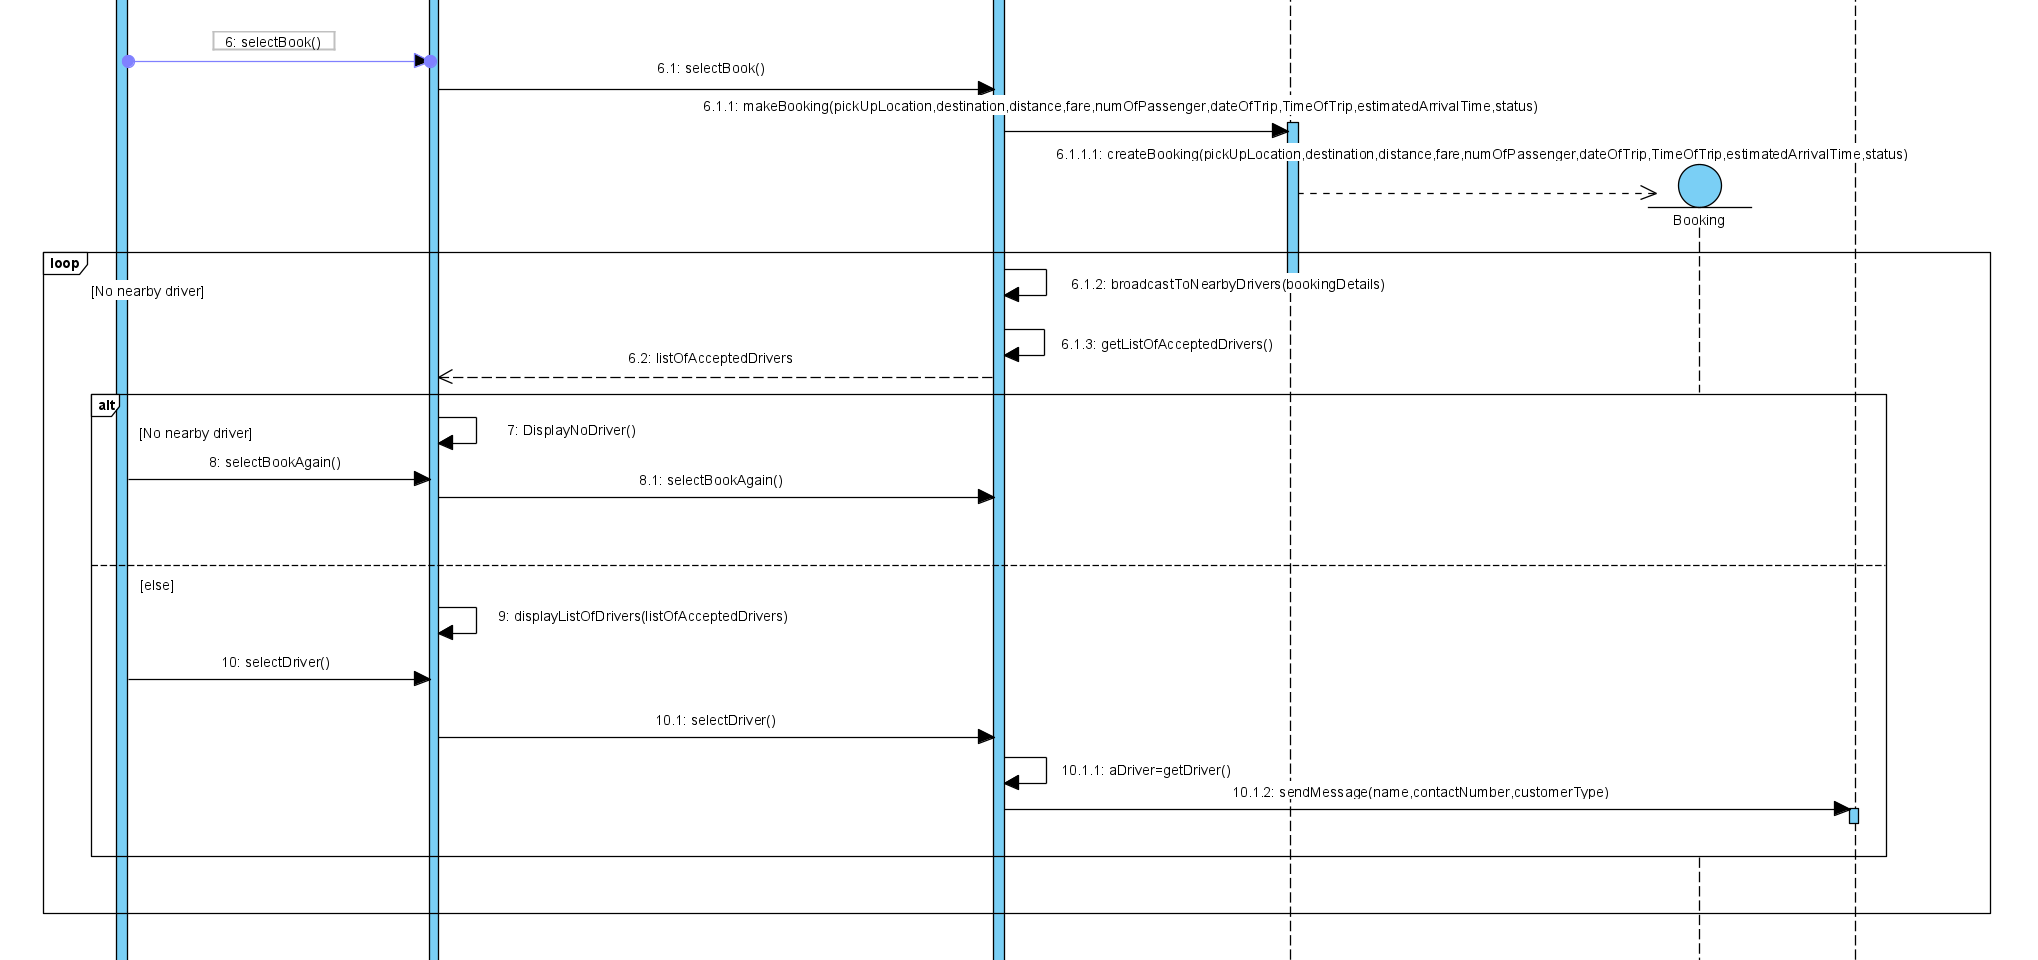 6: selectBook()
6.1: selectBook()
6.1.1: makeBooking(pickUpLocation,destination,distance,fare,numOfPassenger,dateOfTrip,TimeOfTrip,estimatedArrivalTime,status)
6.1.1.1: createBooking(pickUpLocation,destination,distance,fare,numOfPassenger,dateOfTrip,TimeOfTrip,estimatedArrivalTime,status)
Booking
loop
[No nearby driver]
6.1.2: broadcastToNearbyDrivers(bookingDetails)
6.1.3: getListOfAcceptedDrivers()
6.2: listOfAcceptedDrivers
alt
[No nearby driver]
7: DisplayNoDriver()
8: selectBookAgain()
8.1: selectBookAgain()
[else]
9: displayListOfDrivers(listOfAcceptedDrivers)
10: selectDriver()
10.1: selectDriver()
10.1.1: aDriver=getDriver()
10.1.2: sendMessage(name,contactNumber,customerType)